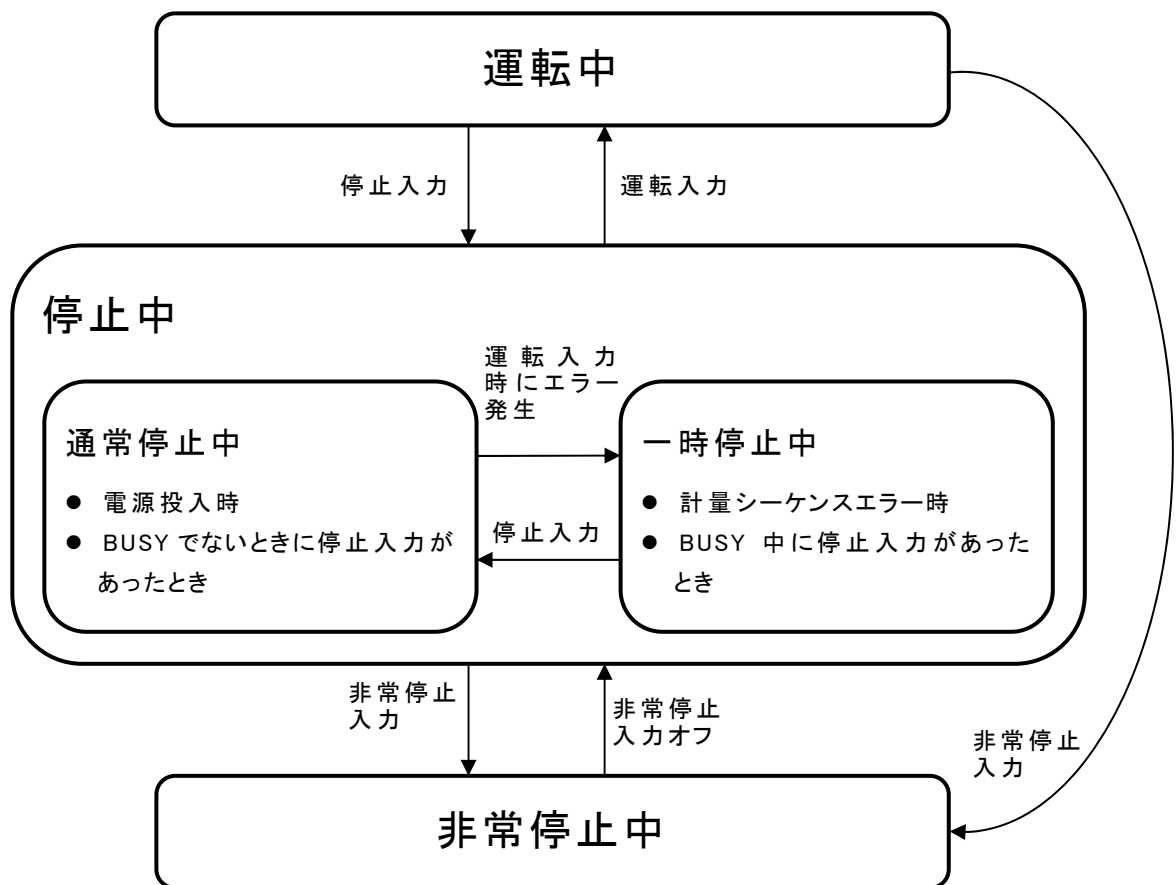 運転中
停止入力
運転入力
停止中
運転入力
時にエラー
発生
通常停止中
● 電源投入時
● BUSY でないときに停止入力が
あったとき
停止入力
一時停止中
● 計量シーケンスエラー時
● BUSY 中に停止入力があった
とき
非常停止
入力
非常停止
入力オフ
非常停止
入力
非常停止中